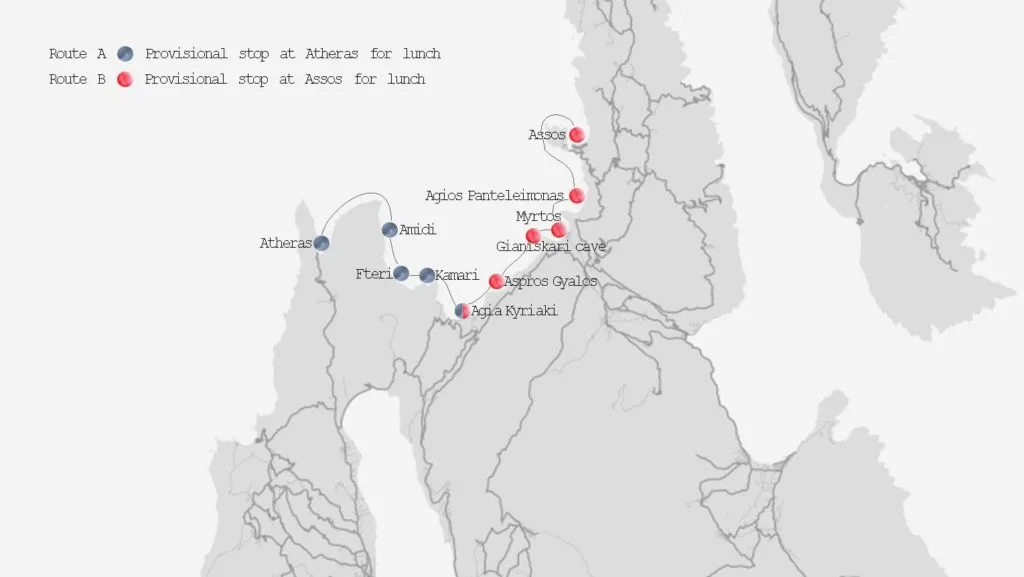 Route A Provisional stop at Atheras for lunch
Route B Provisional stop at Assos for lunch
Assos
Agios Panteleimonas
Myrtos
Atheras
Amidi
Gianiskari cave
Fteri
Kamari
Aspros Gyalos
Agia Kyriaki